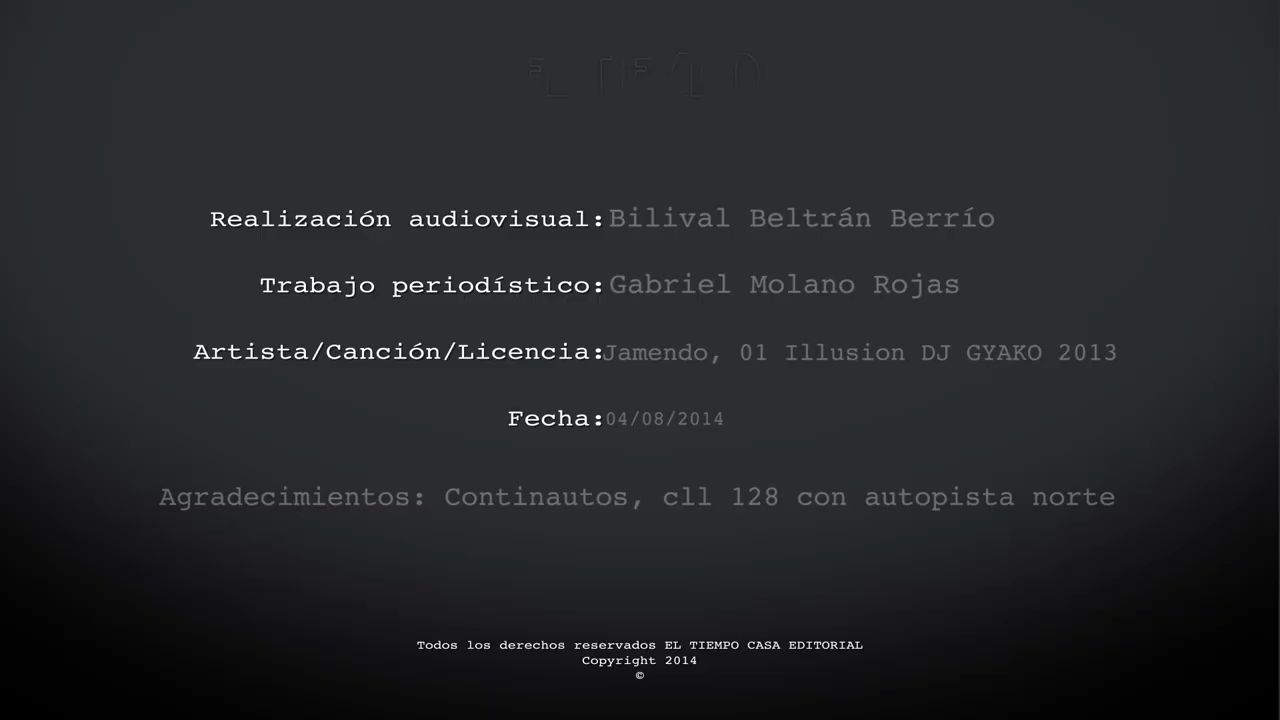 EL TIEMPO
Realización audiovisual: Bilival Beltrán Berrío
Trabajo periodístico: Gabriel Molano Rojas
Artista/Canción/Licencia: Jamendo, 01 Illusion DJ GYAKO 2013
Fecha: 04/08/2014
Agradecimientos: Continautos, cll 128 con autopista norte
Todos los derechos reservados EL TIEMPO CASA EDITORIAL
Copyright 2014
©